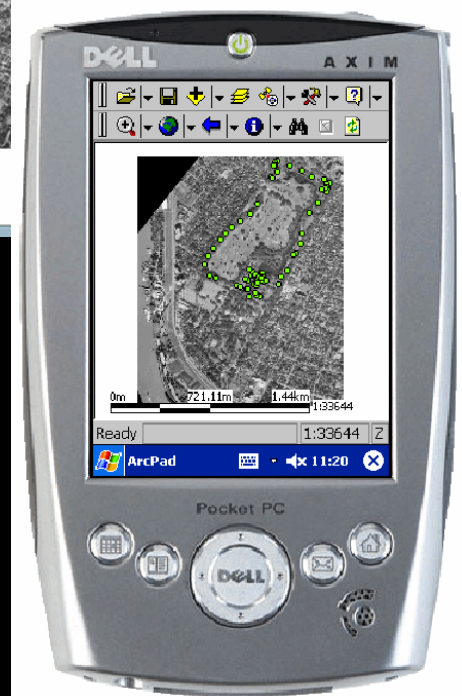 DELL
AXIM
0m 721.11m 1.44km
1:33644
Ready 1:33644 Z
ArcPad 11:20
Pocket PC
DELL